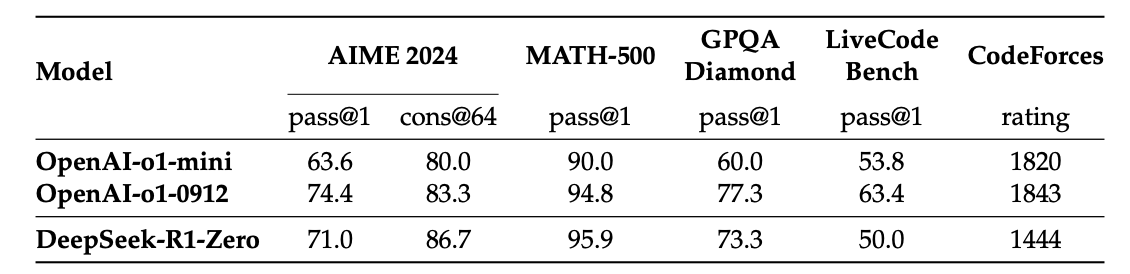 Model AIME 2024 MATH-500 GPQA Diamond LiveCode Bench CodeForces
pass@1 cons@64 pass@1 pass@1 pass@1 rating
OpenAI-o1-mini 63.6 80.0 90.0 60.0 53.8 1820
OpenAI-o1-0912 74.4 83.3 94.8 77.3 63.4 1843
DeepSeek-R1-Zero 71.0 86.7 95.9 73.3 50.0 1444